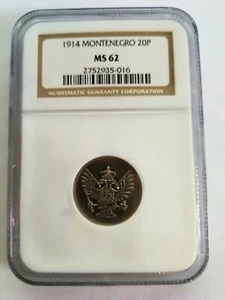 1914 MONTENEGRO 20P
MS 62
2752935-016
NUMISMATIC GUARANTY CORPORATION